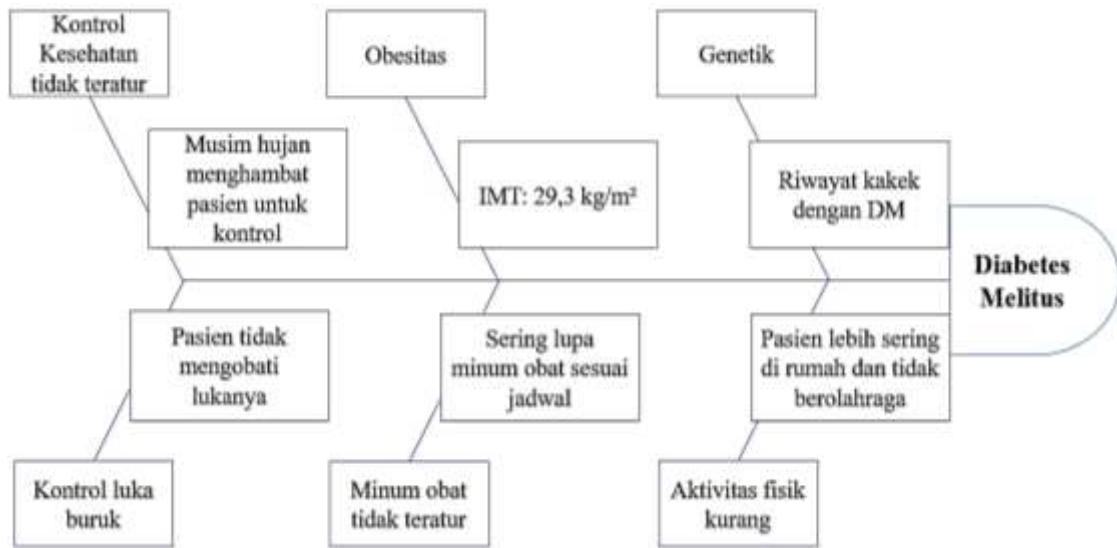 Kontrol
Kesehatan
tidak teratur
Obesitas
Genetik
Musim hujan
menghambat
pasien untuk
kontrol
IMT: 29,3 kg/m²
Riwayat kakek
dengan DM
Diabetes
Melitus
Pasien tidak
mengobati
lukanya
Sering lupa
minum obat sesuai
jadwal
Pasien lebih sering
di rumah dan tidak
berolahraga
Kontrol luka
buruk
Minum obat
tidak teratur
Aktivitas fisik
kurang